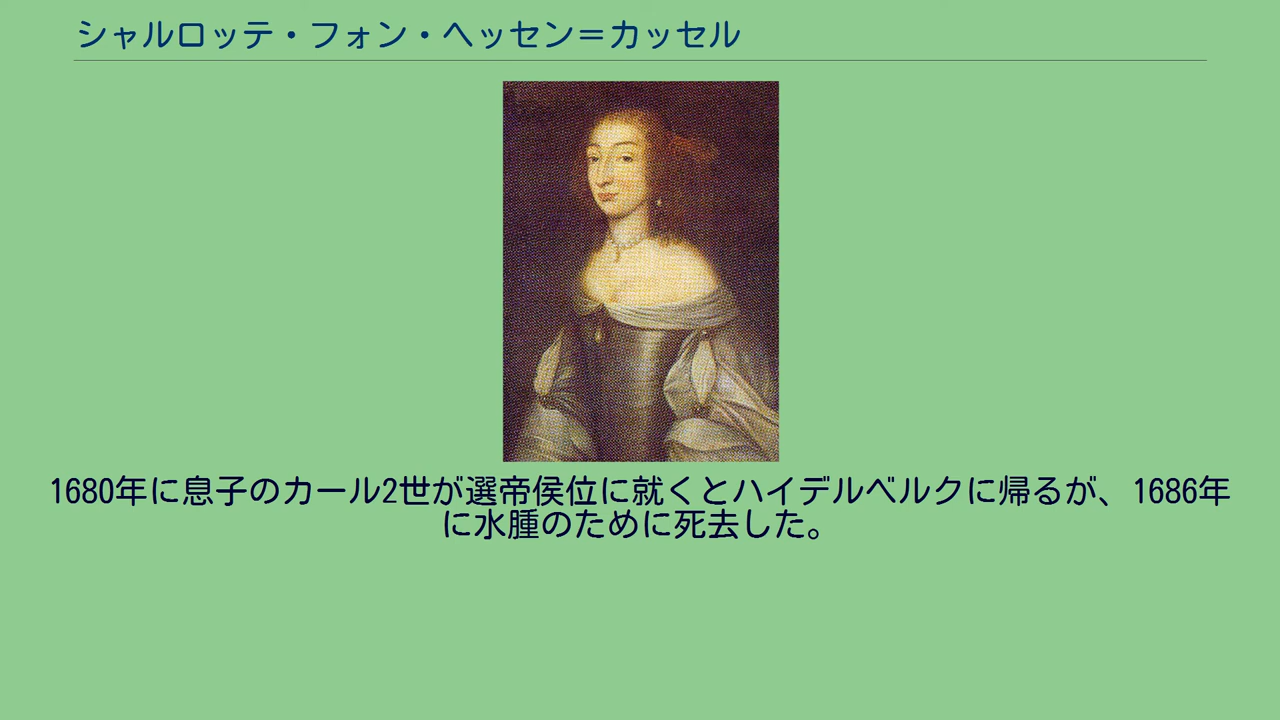 シャルロッテ・フォン・ヘッセン＝カッセル
1680年に息子のカール2世が選帝侯位に就くとハイデルベルクに帰るが、1686年
に水腫のために死去した。